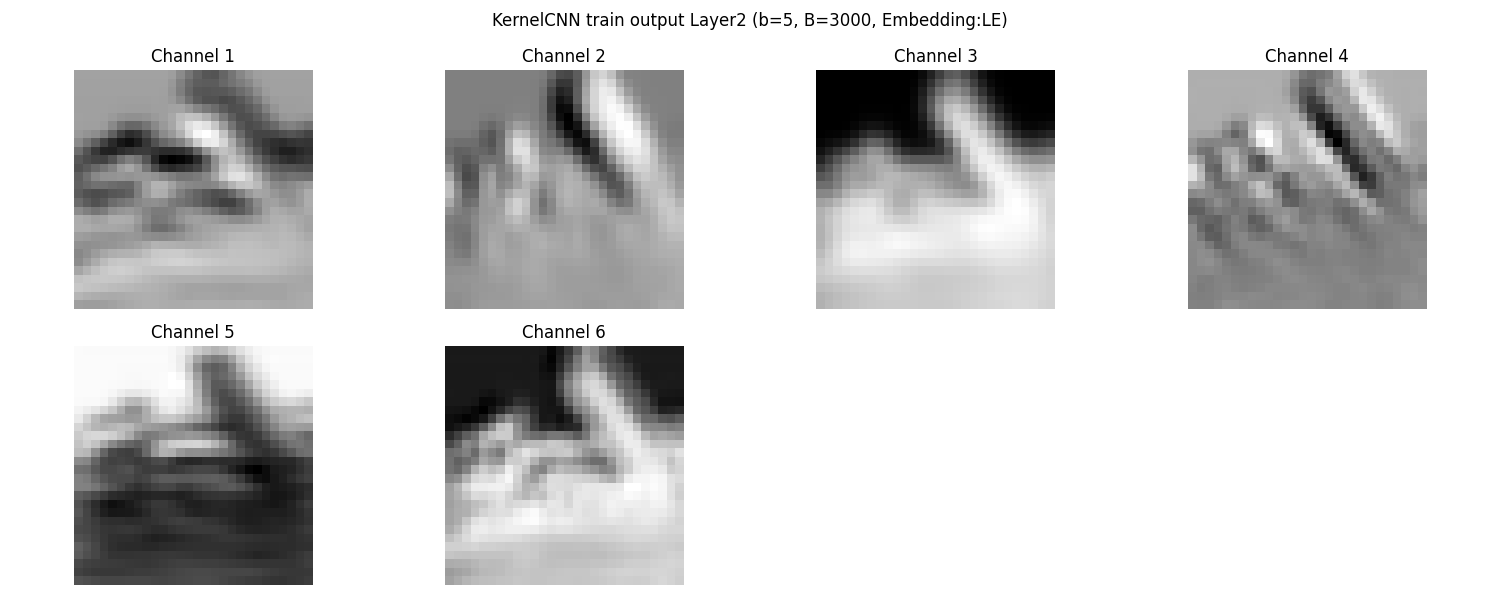 KernelCNN train output Layer2 (b=5, B=3000, Embedding:LE)
Channel 1
Channel 2
Channel 3
Channel 4
Channel 5
Channel 6